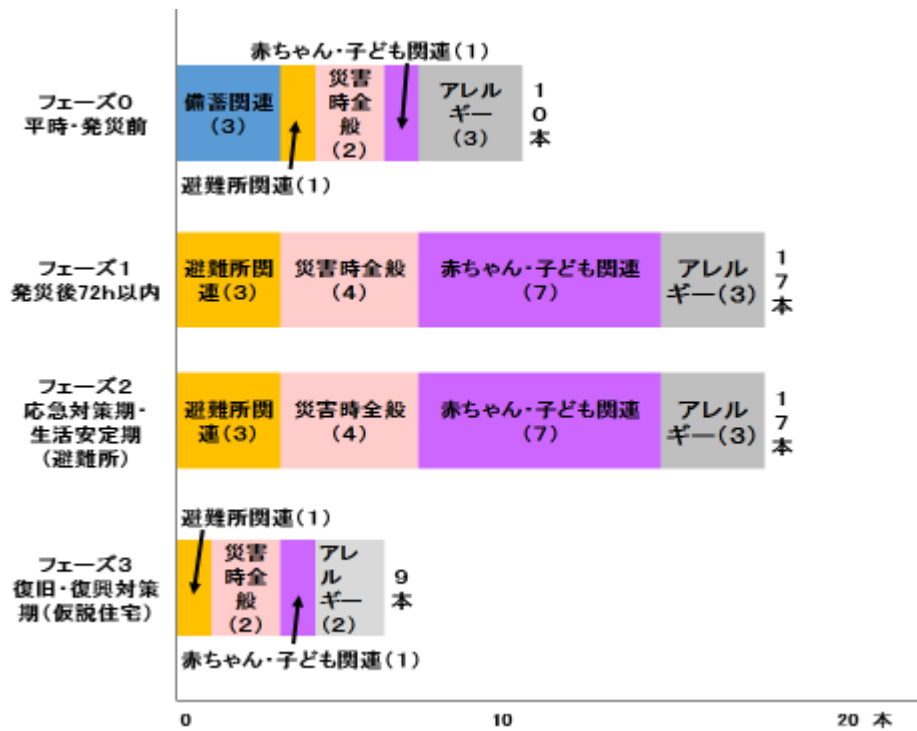 赤ちゃん・子ども関連(1)
フェーズ0
平時・発災前
備蓄関連
(3)
災害
時全
般
(2)
アレル
ギー
(3)
1
0
本
避難所関連(1)
フェーズ1
発災後72h以内
避難所関
連(3)
災害時全般
(4)
赤ちゃん・子ども関連
(7)
アレル
ギー(3)
1
7
本
フェーズ2
応急対策期・
生活安定期
(避難所)
避難所関
連(3)
災害時全般
(4)
赤ちゃん・子ども関連
(7)
アレル
ギー(3)
1
7
本
避難所関連(1)
フェーズ3
復旧・復興対策
期(仮説住宅)
災害
時全
般
(2)
アレ
ル
ギー
(2)
9
本
赤ちゃん・子ども関連(1)
0 10 20 本